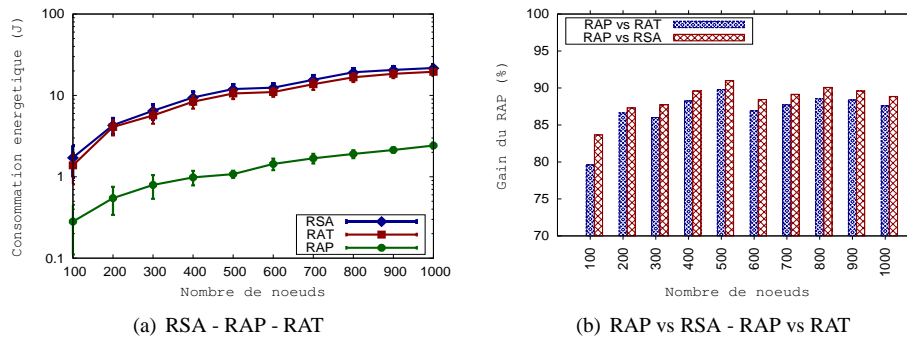 Consommation energetique (J)
100
10
1
0.1
RSA
RAT
RAP
100 200 300 400 500 600 700 800 900 1000
Nombre de noeuds
(a) RSA - RAP - RAT
Gain du RAP (%)
100
95
90
85
80
75
70
RAP vs RAT
RAP vs RSA
100 200 300 400 500 600 700 800 900 1000
Nombre de noeuds
(b) RAP vs RSA - RAP vs RAT